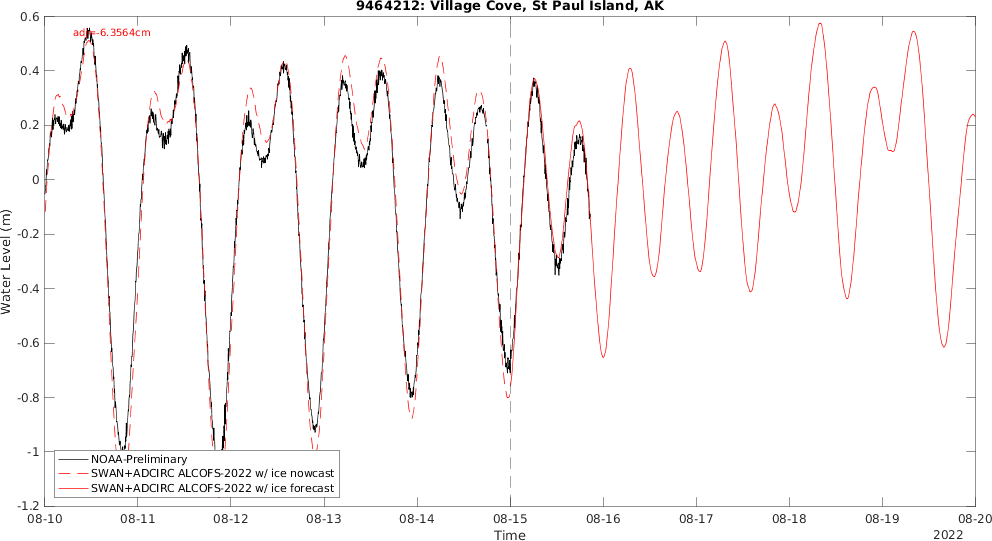 9464212: Village Cove, St Paul Island, AK
adj=-6.3564cm
0.6
0.4
0.2
0
-0.2
-0.4
-0.6
-0.8
-1
-1.2
Water Level (m)
NOAA-Preliminary
SWAN+ADCIRC ALCOFS-2022 w/ ice nowcast
SWAN+ADCIRC ALCOFS-2022 w/ ice forecast
08-10 08-11 08-12 08-13 08-14 08-15 08-16 08-17 08-18 08-19 08-20
Time
2022